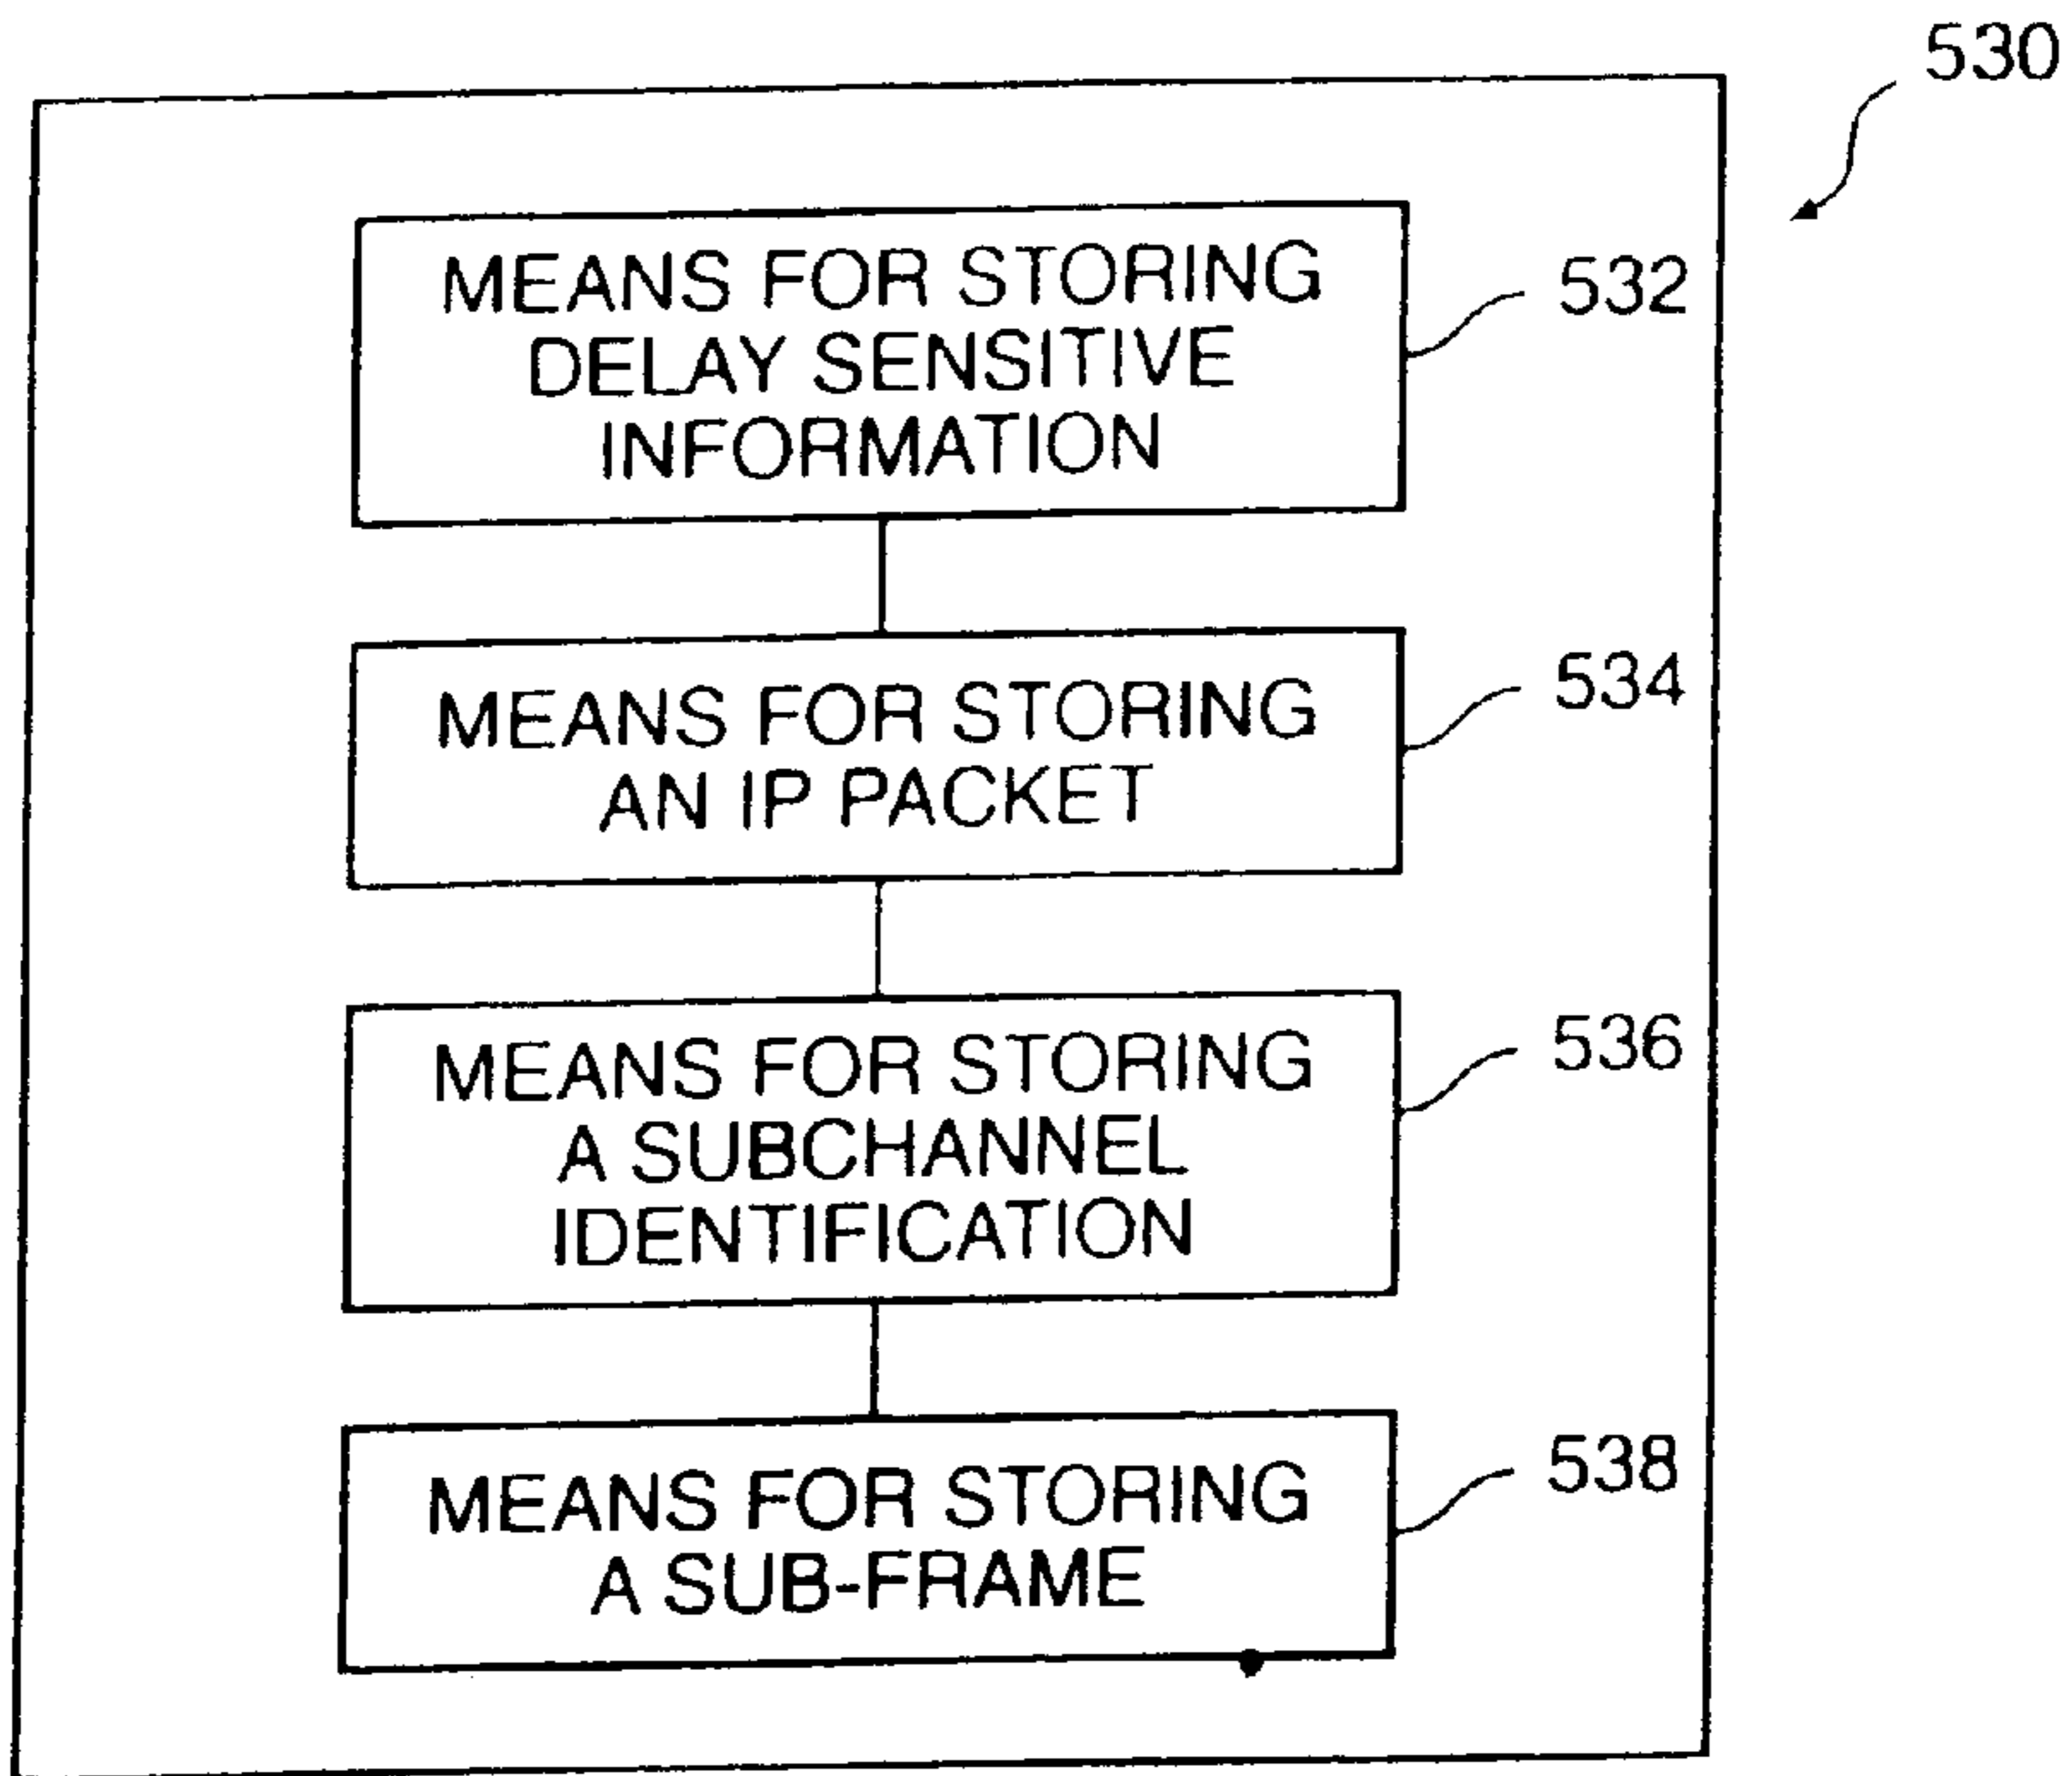 530
MEANS FOR STORING
DELAY SENSITIVE
INFORMATION
532
MEANS FOR STORING
AN IP PACKET
534
MEANS FOR STORING
A SUBCHANNEL
IDENTIFICATION
536
MEANS FOR STORING
A SUB-FRAME
538